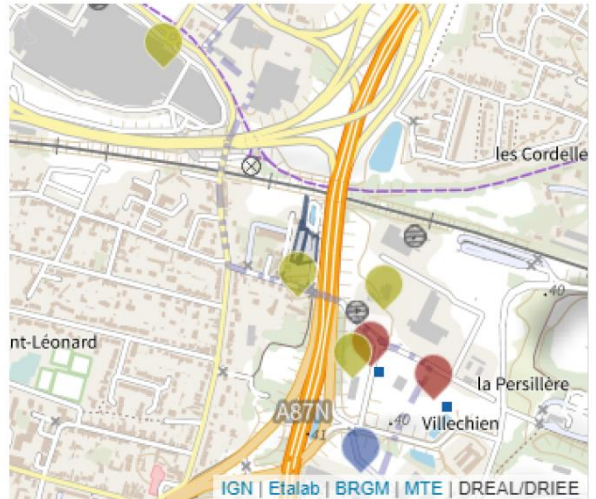 les Cordelle
.40
nt-Léonard
la Persillère
A87N
.40
Villechien
.41
IGN | Etalab | BRGM | MTE | DREAL/DRIEE